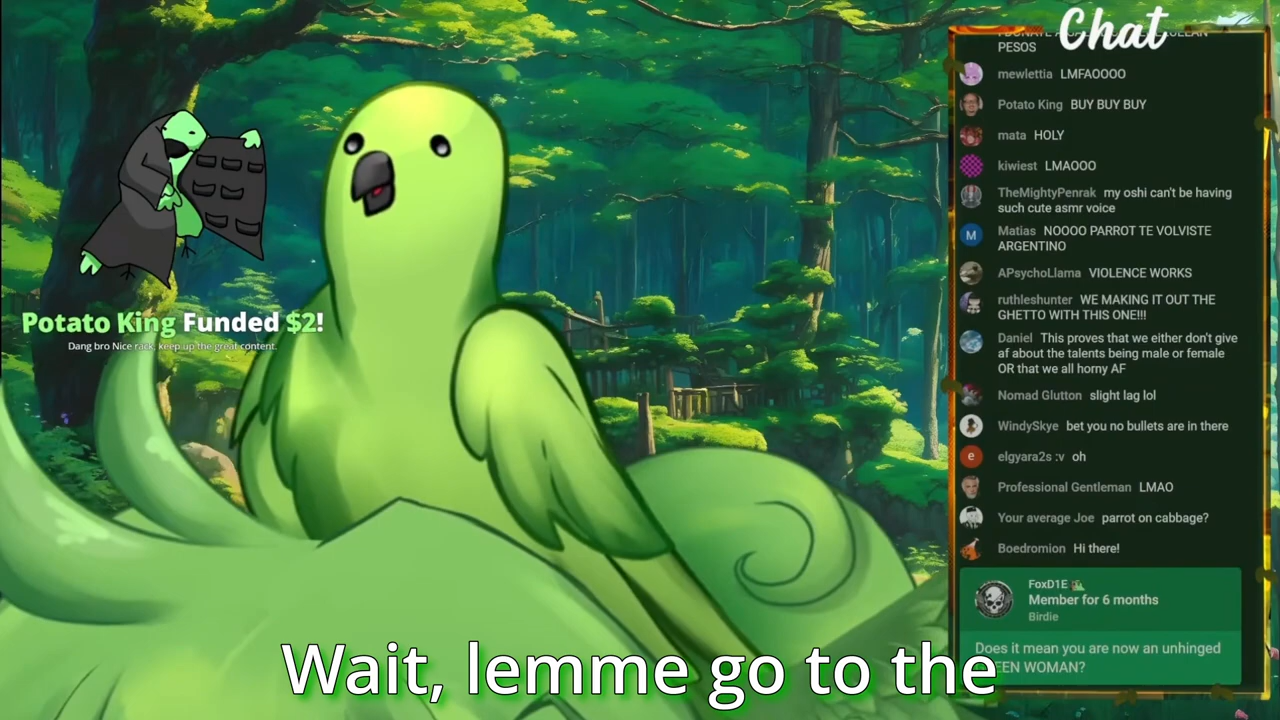 Chat
PESOS
mewlettia LMFAOOOO
Potato King BUY BUY BUY
mata HOLY
kiwiest LMAOOO
TheMightyPenrak my oshi can't be having
such cute asmr voice
M
Matias NOOOO PARROT TE VOLVISTE
ARGENTINO
APsychoLlama VIOLENCE WORKS
ruthleshunter WE MAKING IT OUT THE
GHETTO WITH THIS ONE!!!
Daniel This proves that we either don't give
af about the talents being male or female
OR that we all horny AF
Nomad Glutton slight lag lol
WindySkye bet you no bullets are in there
e
elgyara2s :v oh
Professional Gentleman LMAO
Your average Joe parrot on cabbage?
Boedromion Hi there!
FoxD1E
Member for 6 months
Birdie
Does it mean you are now an unhinged
EEN WOMAN?
Potato King Funded $2!
Dang bro Nice rack, keep up the great content.
Wait, lemme go to the